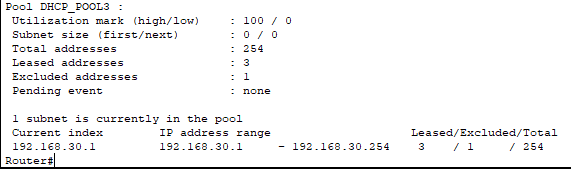 Pool DHCP_POOL3 :
Utilization mark (high/low) : 100 / 0
Subnet size (first/next) : 0 / 0
Total addresses : 254
Leased addresses : 3
Excluded addresses : 1
Pending event : none
1 subnet is currently in the pool
Current index IP address range Leased/Excluded/Total
192.168.30.1 192.168.30.1 - 192.168.30.254 3 / 1 / 254
Router#